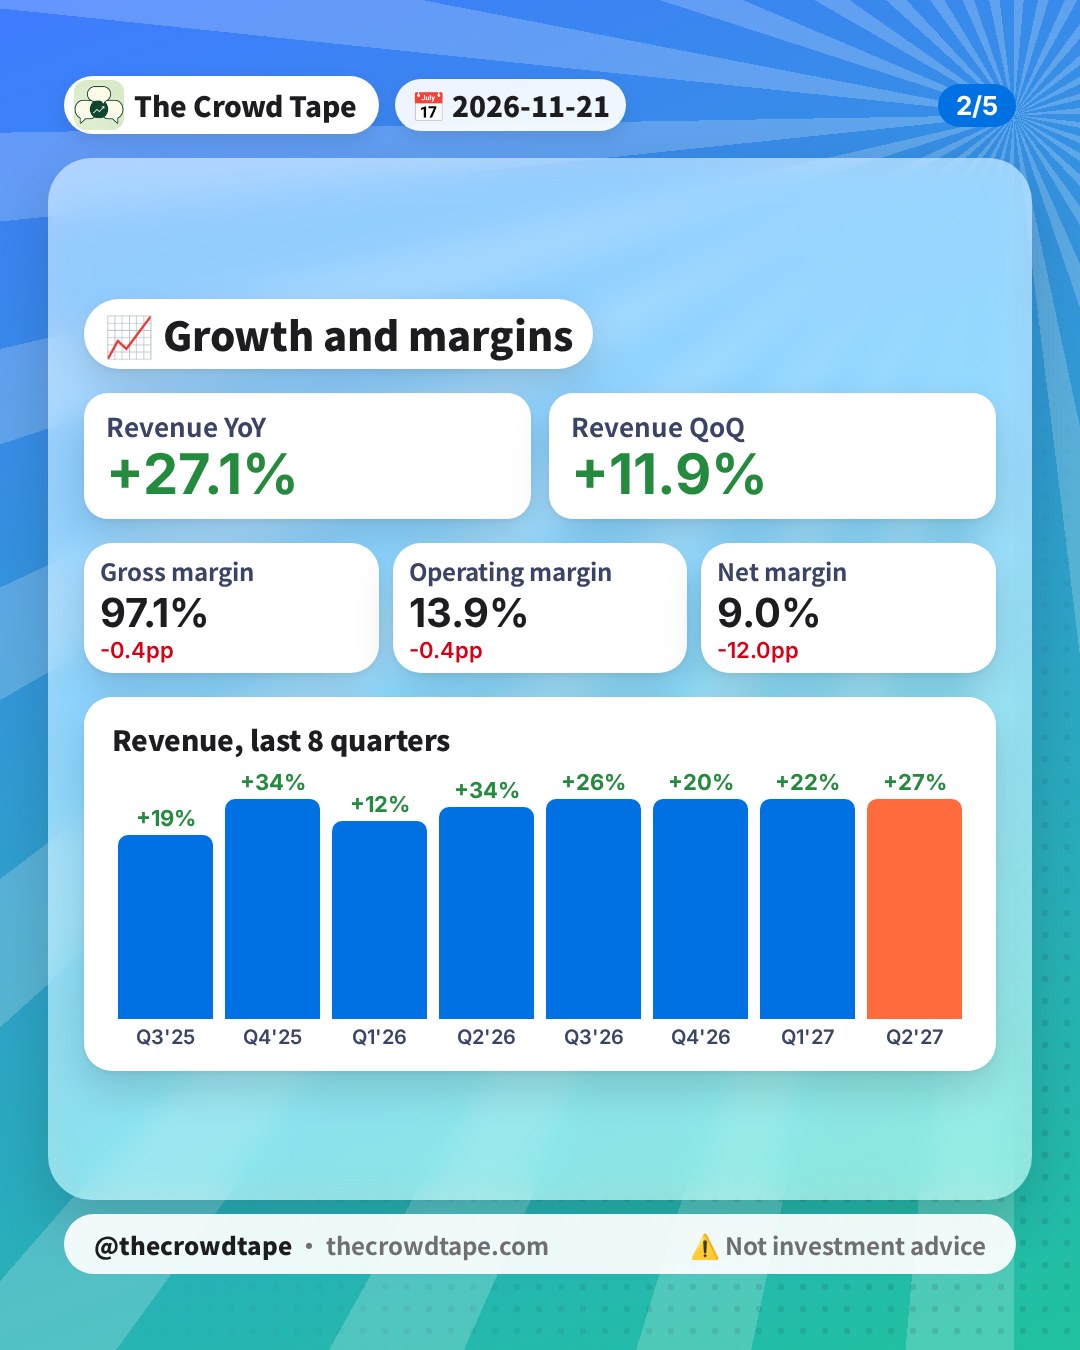 The Crowd Tape
2026-11-21
2/5
Growth and margins
Revenue YoY
+27.1%
Revenue QoQ
+11.9%
Gross margin
97.1%
-0.4pp
Operating margin
13.9%
-0.4pp
Net margin
9.0%
-12.0pp
Revenue, last 8 quarters
+19% +34% +12% +34% +26% +20% +22% +27%
Q3'25 Q4'25 Q1'26 Q2'26 Q3'26 Q4'26 Q1'27 Q2'27
@thecrowdtape • thecrowdtape.com
⚠️ Not investment advice